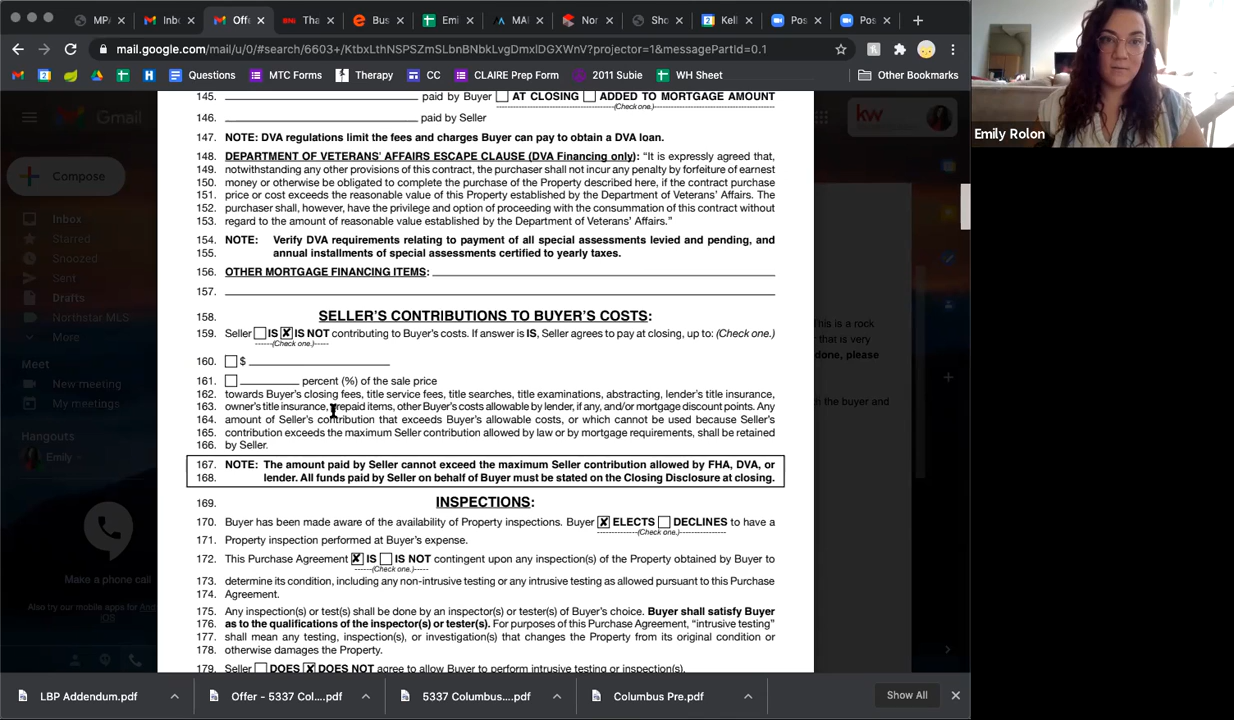 MPA
Inbo
Offe
Tha
Bus
Emi
MAI
Nor
Sho
Kell
Pos
Pos
mail.google.com/mail/u/0/#search/6603+/KtbxLthNSPSZmSLbnBNbkLvgDmxlDGXWnV?projector=1&messagePartId=0.1
Questions
MTC Forms
Therapy
CC
CLAIRE Prep Form
2011 Subie
WH Sheet
Other Bookmarks
Gmail
kw
Emily Rolon
Compose
Inbox
Starred
Snoozed
Sent
Drafts
Northstar MLS
Meet
New meeting
My meetings
Hangouts
Emily
Make a phone call
Also try our mobile apps for And
iOS
145. paid by Buyer AT CLOSING ADDED TO MORTGAGE AMOUNT
(Check one.)
146. paid by Seller
147. NOTE: DVA regulations limit the fees and charges Buyer can pay to obtain a DVA loan.
148. DEPARTMENT OF VETERANS' AFFAIRS ESCAPE CLAUSE (DVA Financing only): "It is expressly agreed that,
149. notwithstanding any other provisions of this contract, the purchaser shall not incur any penalty by forfeiture of earnest
150. money or otherwise be obligated to complete the purchase of the Property described here, if the contract purchase
151. price or cost exceeds the reasonable value of this Property established by the Department of Veterans' Affairs. The
152. purchaser shall, however, have the privilege and option of proceeding with the consummation of this contract without
153. regard to the amount of reasonable value established by the Department of Veterans' Affairs."
154. NOTE: Verify DVA requirements relating to payment of all special assessments levied and pending, and
155. annual installments of special assessments certified to yearly taxes.
156. OTHER MORTGAGE FINANCING ITEMS:
157.
158. SELLER'S CONTRIBUTIONS TO BUYER'S COSTS:
159. Seller IS X IS NOT contributing to Buyer's costs. If answer is IS, Seller agrees to pay at closing, up to: (Check one.)
------(Check one.)------
160. $
161. percent (%) of the sale price
162. towards Buyer's closing fees, title service fees, title searches, title examinations, abstracting, lender's title insurance,
163. owner's title insurance, prepaid items, other Buyer's costs allowable by lender, if any, and/or mortgage discount points. Any
164. amount of Seller's contribution that exceeds Buyer's allowable costs, or which cannot be used because Seller's
165. contribution exceeds the maximum Seller contribution allowed by law or by mortgage requirements, shall be retained
166. by Seller.
167. NOTE: The amount paid by Seller cannot exceed the maximum Seller contribution allowed by FHA, DVA, or
168. lender. All funds paid by Seller on behalf of Buyer must be stated on the Closing Disclosure at closing.
169. INSPECTIONS:
170. Buyer has been made aware of the availability of Property inspections. Buyer X ELECTS DECLINES to have a
(Check one.)
171. Property inspection performed at Buyer's expense.
172. This Purchase Agreement X IS IS NOT contingent upon any inspection(s) of the Property obtained by Buyer to
(Check one.)
173. determine its condition, including any non-intrusive testing or any intrusive testing as allowed pursuant to this Purchase
174. Agreement.
175. Any inspection(s) or test(s) shall be done by an inspector(s) or tester(s) of Buyer's choice. Buyer shall satisfy Buyer
176. as to the qualifications of the inspector(s) or tester(s). For purposes of this Purchase Agreement, "intrusive testing"
177. shall mean any testing, inspection(s), or investigation(s) that changes the Property from its original condition or
178. otherwise damages the Property.
179. Seller DOES X DOES NOT agree to allow Buyer to perform intrusive testing or inspection(s).
This is a rock
that is very
done, please
h the buyer and
LBP Addendum.pdf
Offer - 5337 Col....pdf
5337 Columbus....pdf
Columbus Pre.pdf
Show All